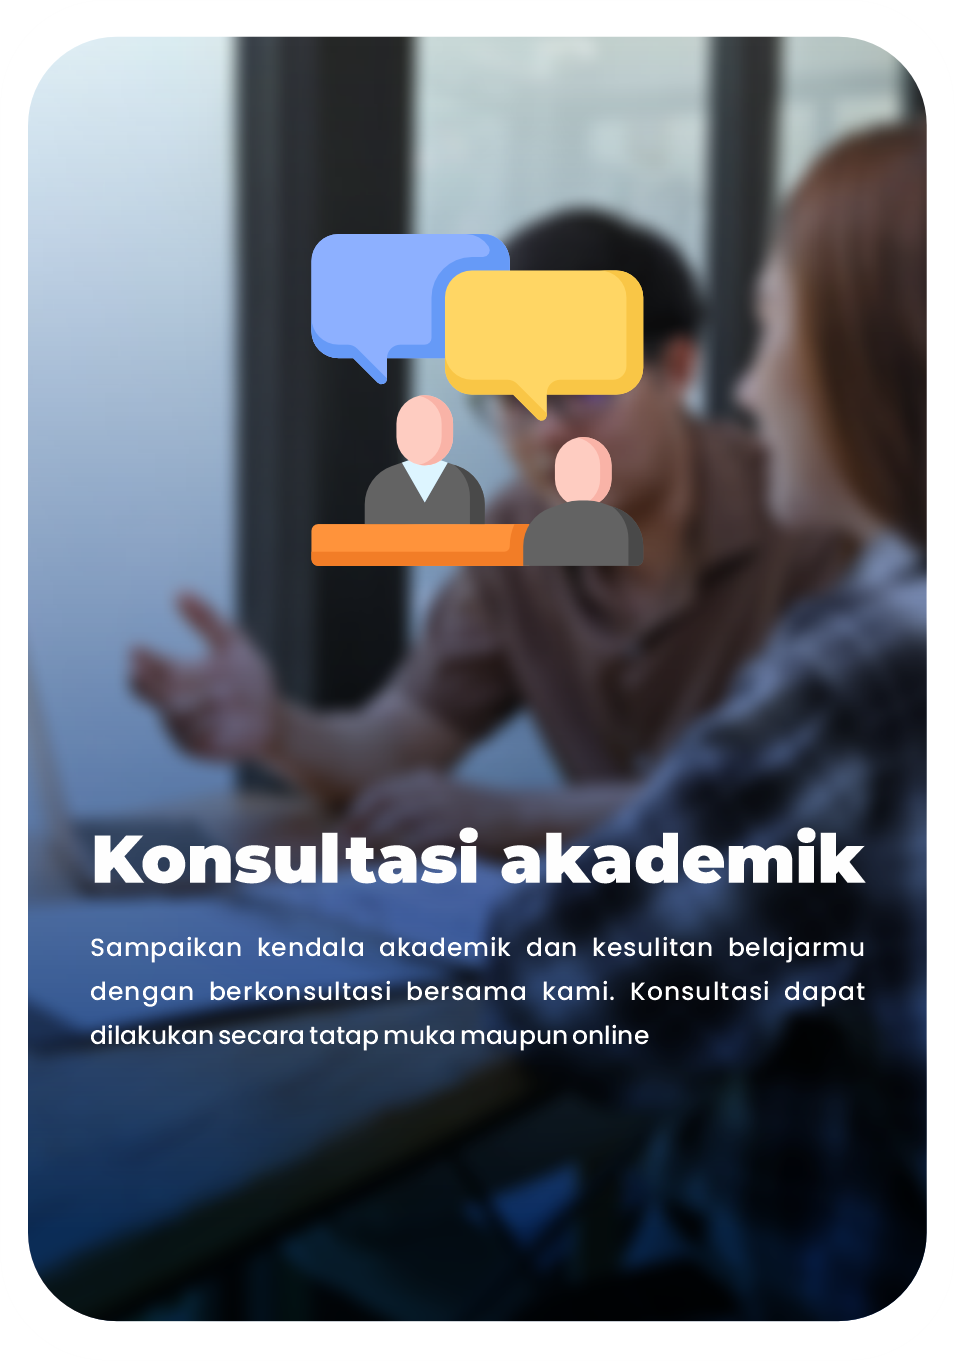 Konsultasi akademik
Sampaikan kendala akademik dan kesulitan belajarmu
dengan berkonsultasi bersama kami. Konsultasi dapat
dilakukan secara tatap muka maupun online